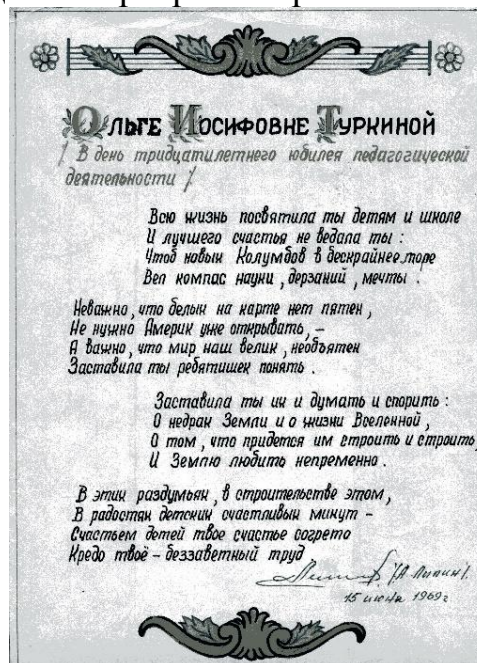 Ольге Иосифовне Туркиной
/ В день тридцатилетнего юбилея педагогической
деятельности /
Всю жизнь посвятила ты детям и школе
И лучшего счастья не ведала ты :
Чтоб новых Колумбов в бескрайнее море
Вел компас науки , дерзаний , мечты .
Неважно , что белых на карте нет пятен ,
Не нужно Америк уже открывать , –
А важно , что мир наш велик , необъятен
Заставила ты ребятишек понять .
Заставила ты их и думать и спорить :
О недрах Земли и о жизни Вселенной ,
О том , что придется им строить и строить,
И Землю любить непременно .
В этих раздумьях , в строительстве этом ,
В радостях детских счастливых минут –
Счастьем детей твое счастье согрето
Кредо твоё – беззаветный труд
15 июня 1969 г